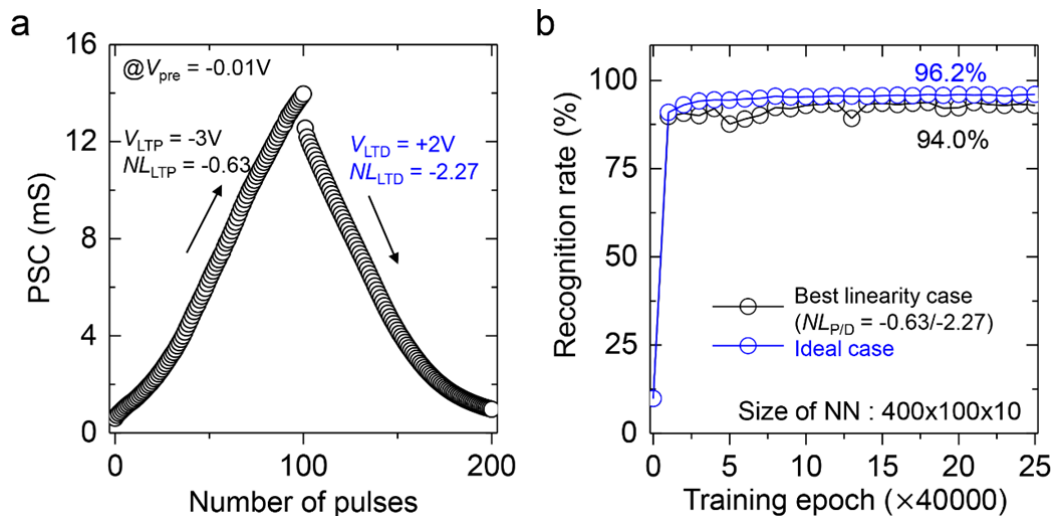 a
16
12
8
4
0
PSC (mS)
@Vpre = -0.01V
VLTP = -3V
NLLTP = -0.63
VLTD = +2V
NLLTD = -2.27
0
100
200
Number of pulses
b
100
75
50
25
0
Recognition rate (%)
96.2%
94.0%
Best linearity case
(NLP/D = -0.63/-2.27)
Ideal case
Size of NN : 400x100x10
0
5
10
15
20
25
Training epoch (×40000)